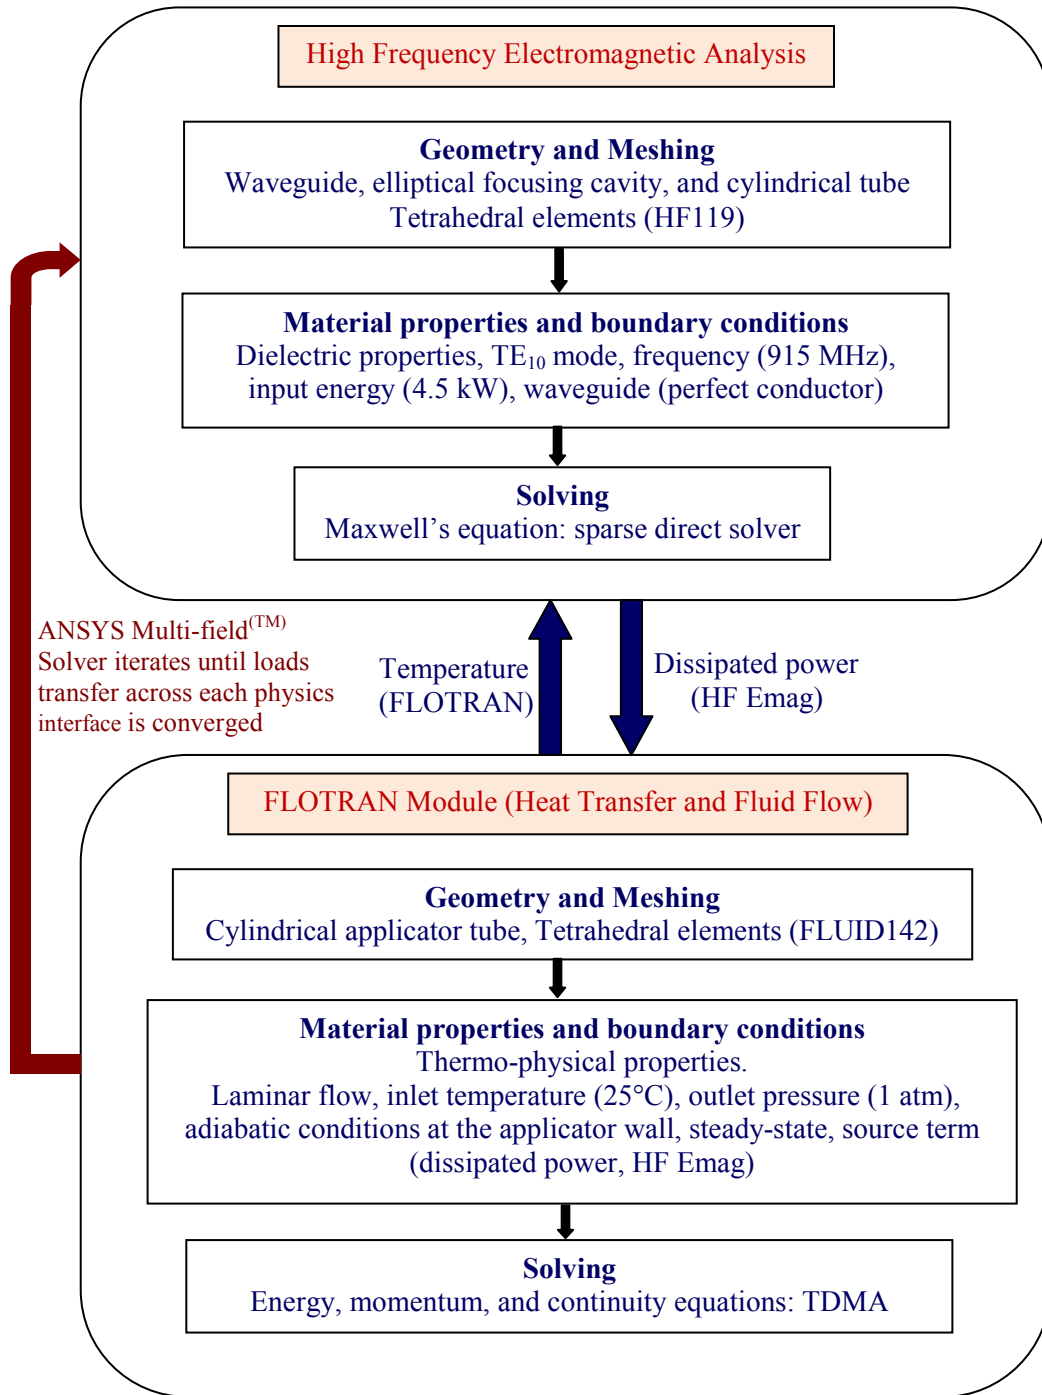 High Frequency Electromagnetic Analysis
Geometry and Meshing
Waveguide, elliptical focusing cavity, and cylindrical tube
Tetrahedral elements (HF119)
Material properties and boundary conditions
Dielectric properties, TE₁₀ mode, frequency (915 MHz),
input energy (4.5 kW), waveguide (perfect conductor)
Solving
Maxwell’s equation: sparse direct solver
ANSYS Multi-field⁽ᵀᴹ⁾
Solver iterates until loads
transfer across each physics
interface is converged
Temperature
(FLOTRAN)
Dissipated power
(HF Emag)
FLOTRAN Module (Heat Transfer and Fluid Flow)
Geometry and Meshing
Cylindrical applicator tube, Tetrahedral elements (FLUID142)
Material properties and boundary conditions
Thermo-physical properties.
Laminar flow, inlet temperature (25°C), outlet pressure (1 atm),
adiabatic conditions at the applicator wall, steady-state, source term
(dissipated power, HF Emag)
Solving
Energy, momentum, and continuity equations: TDMA